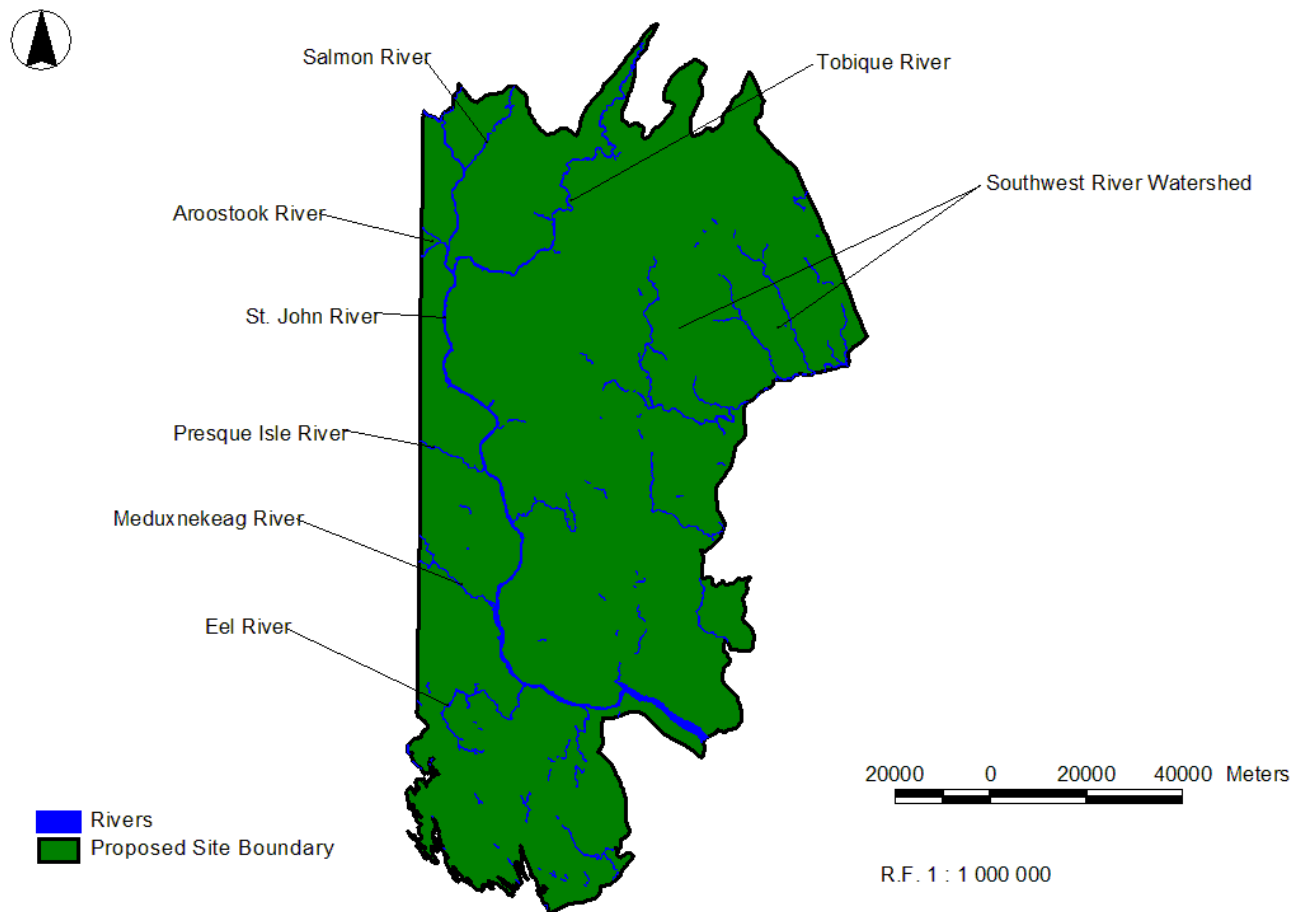 Salmon River
Tobique River
Southwest River Watershed
Aroostook River
St. John River
Presque Isle River
Meduxnekeag River
Eel River
20000 0 20000 40000 Meters
Rivers
Proposed Site Boundary
R.F. 1 : 1 000 000